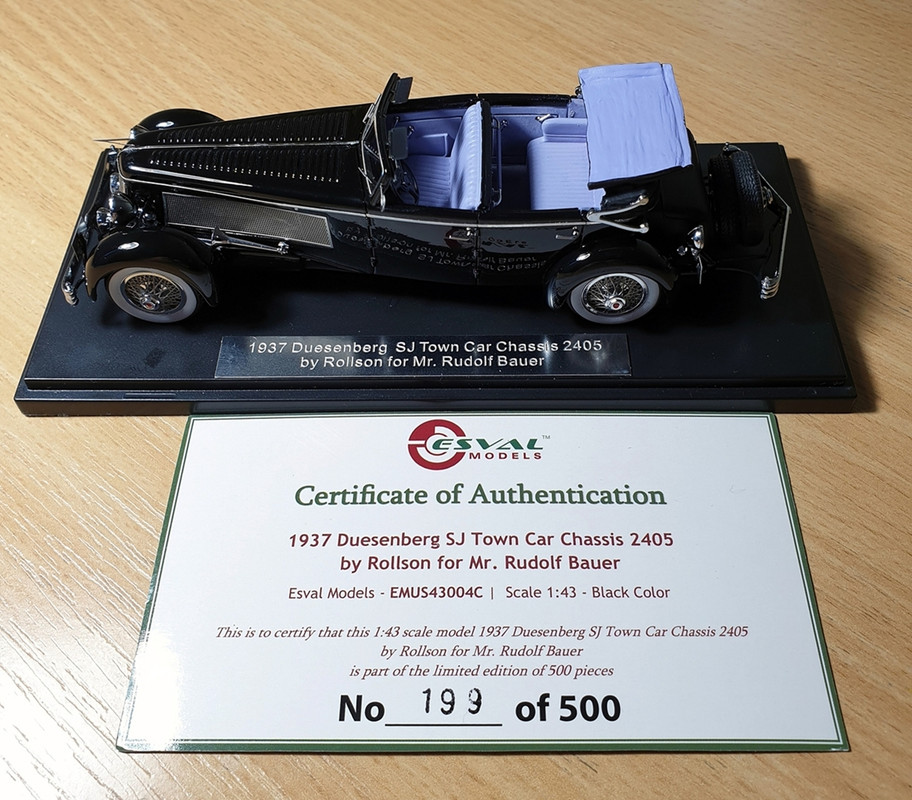 1937 Duesenberg SJ Town Car Chassis 2405
by Rollson for Mr. Rudolf Bauer
ESVAL™
MODELS
Certificate of Authentication
1937 Duesenberg SJ Town Car Chassis 2405
by Rollson for Mr. Rudolf Bauer
Esval Models - EMUS43004C | Scale 1:43 - Black Color
This is to certify that this 1:43 scale model 1937 Duesenberg SJ Town Car Chassis 2405
by Rollson for Mr. Rudolf Bauer
is part of the limited edition of 500 pieces
No 199 of 500